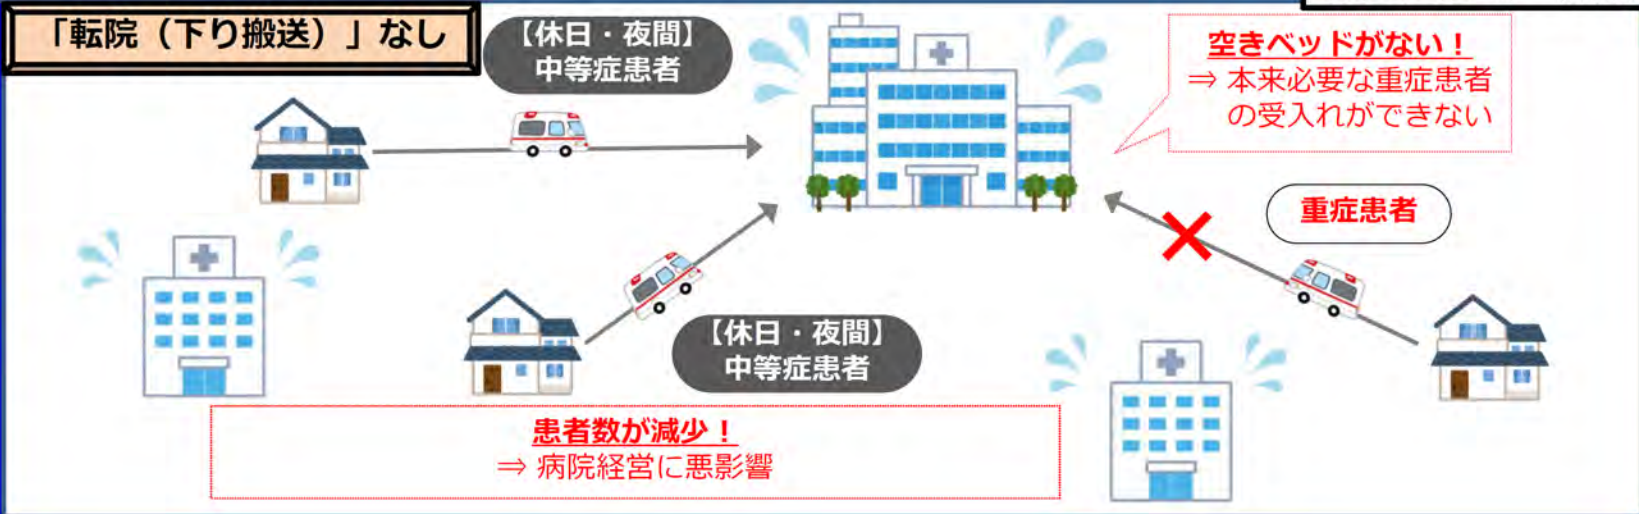 「転院（下り搬送）」なし
【休日・夜間】
中等症患者
空きベッドがない！
⇒ 本来必要な重症患者
の受入れができない
重症患者
【休日・夜間】
中等症患者
患者数が減少！
⇒ 病院経営に悪影響